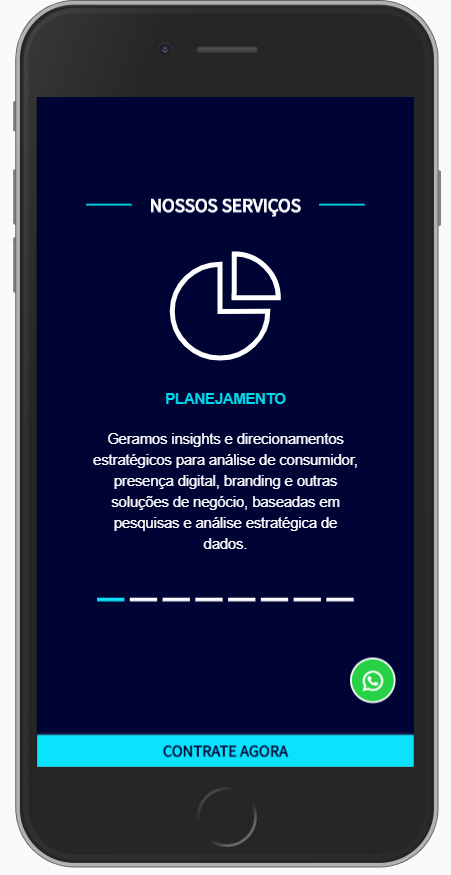 NOSSOS SERVIÇOS
PLANEJAMENTO
Geramos insights e direcionamentos
estratégicos para análise de consumidor,
presença digital, branding e outras
soluções de negócio, baseadas em
pesquisas e análise estratégica de
dados.
CONTRATE AGORA